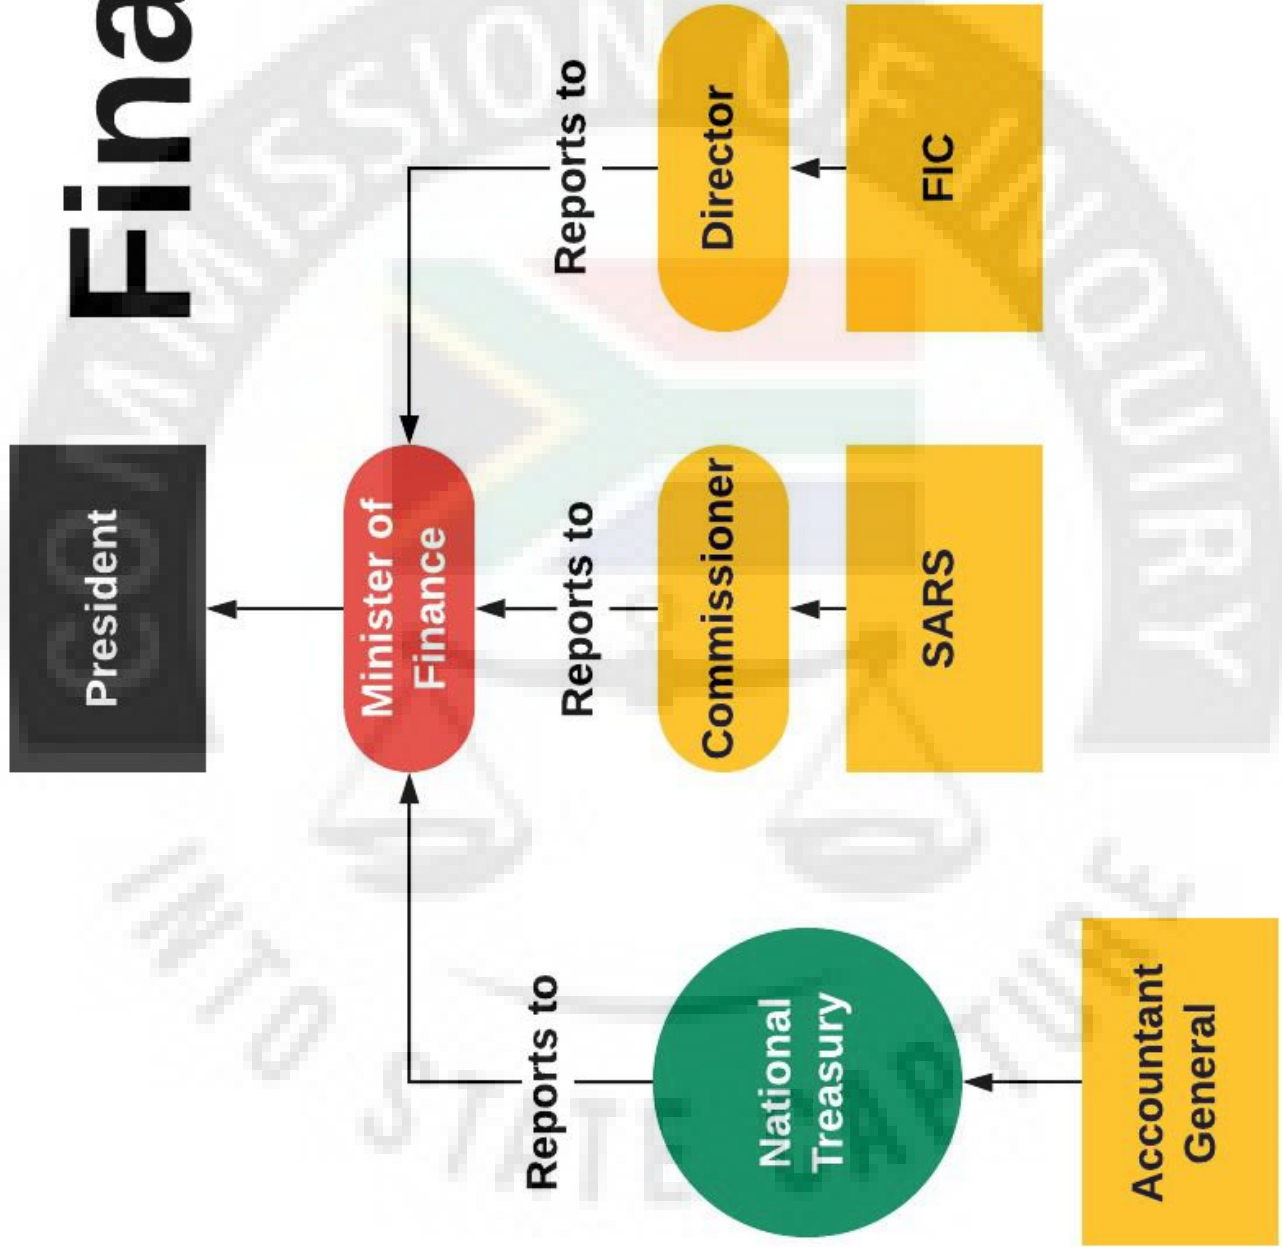 Fina
President
Minister of
Finance
Reports to
Reports to
Reports to
National
Treasury
Commissioner
Director
Accountant
General
SARS
FIC
COMMISSION OF INQUIRY
INTO STATE CAPTURE